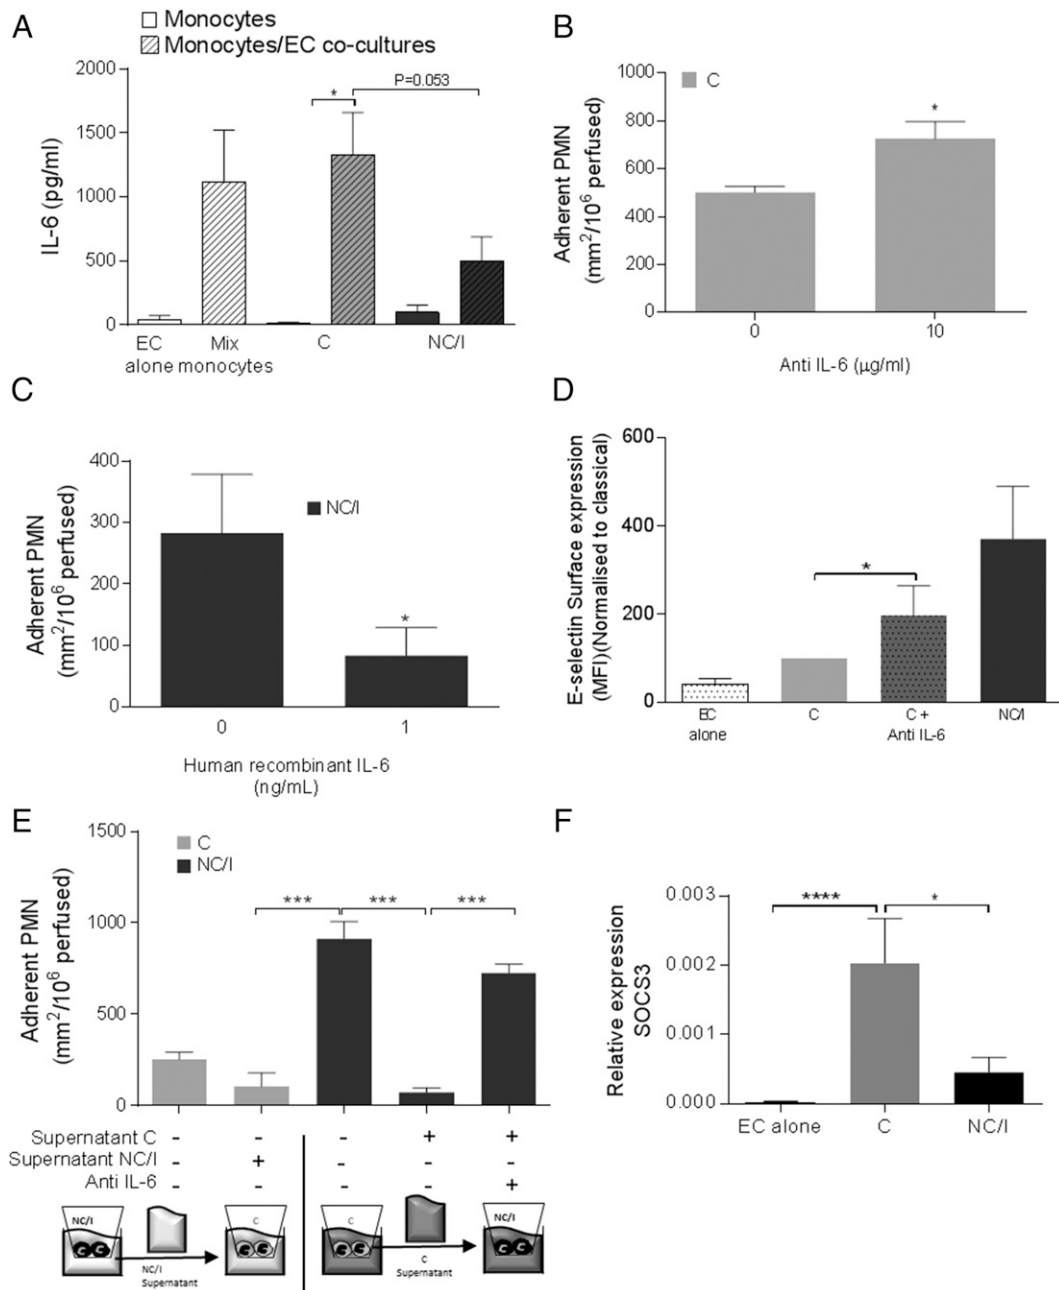 A
Monocytes
Monocytes/EC co-cultures
IL-6 (pg/ml)
2000
1500
1000
500
0
*
P=0.053
EC Mix C NC/I
alone monocytes
B
C
Adherent PMN
(mm²/10⁶ perfused)
1000
800
600
400
200
0
*
0 10
Anti IL-6 (μg/ml)
C
Adherent PMN
(mm²/10⁶ perfused)
400
300
200
100
0
NC/I
*
0 1
Human recombinant IL-6
(ng/mL)
D
E-selectin Surface expression
(MFI)(Normalised to classical)
600
400
200
0
*
EC C C + NC/I
alone Anti IL-6
E
Adherent PMN
(mm²/10⁶ perfused)
1500
1000
500
0
C
NC/I
*** *** ***
Supernatant C - - - + +
Supernatant NC/I - + - - -
Anti IL-6 - - - - +
NC/I C C NC/I
C C C C C C C C
NC/I C
Supernatant Supernatant
F
Relative expression
SOCS3
0.003
0.002
0.001
0.000
**** *
EC alone C NC/I